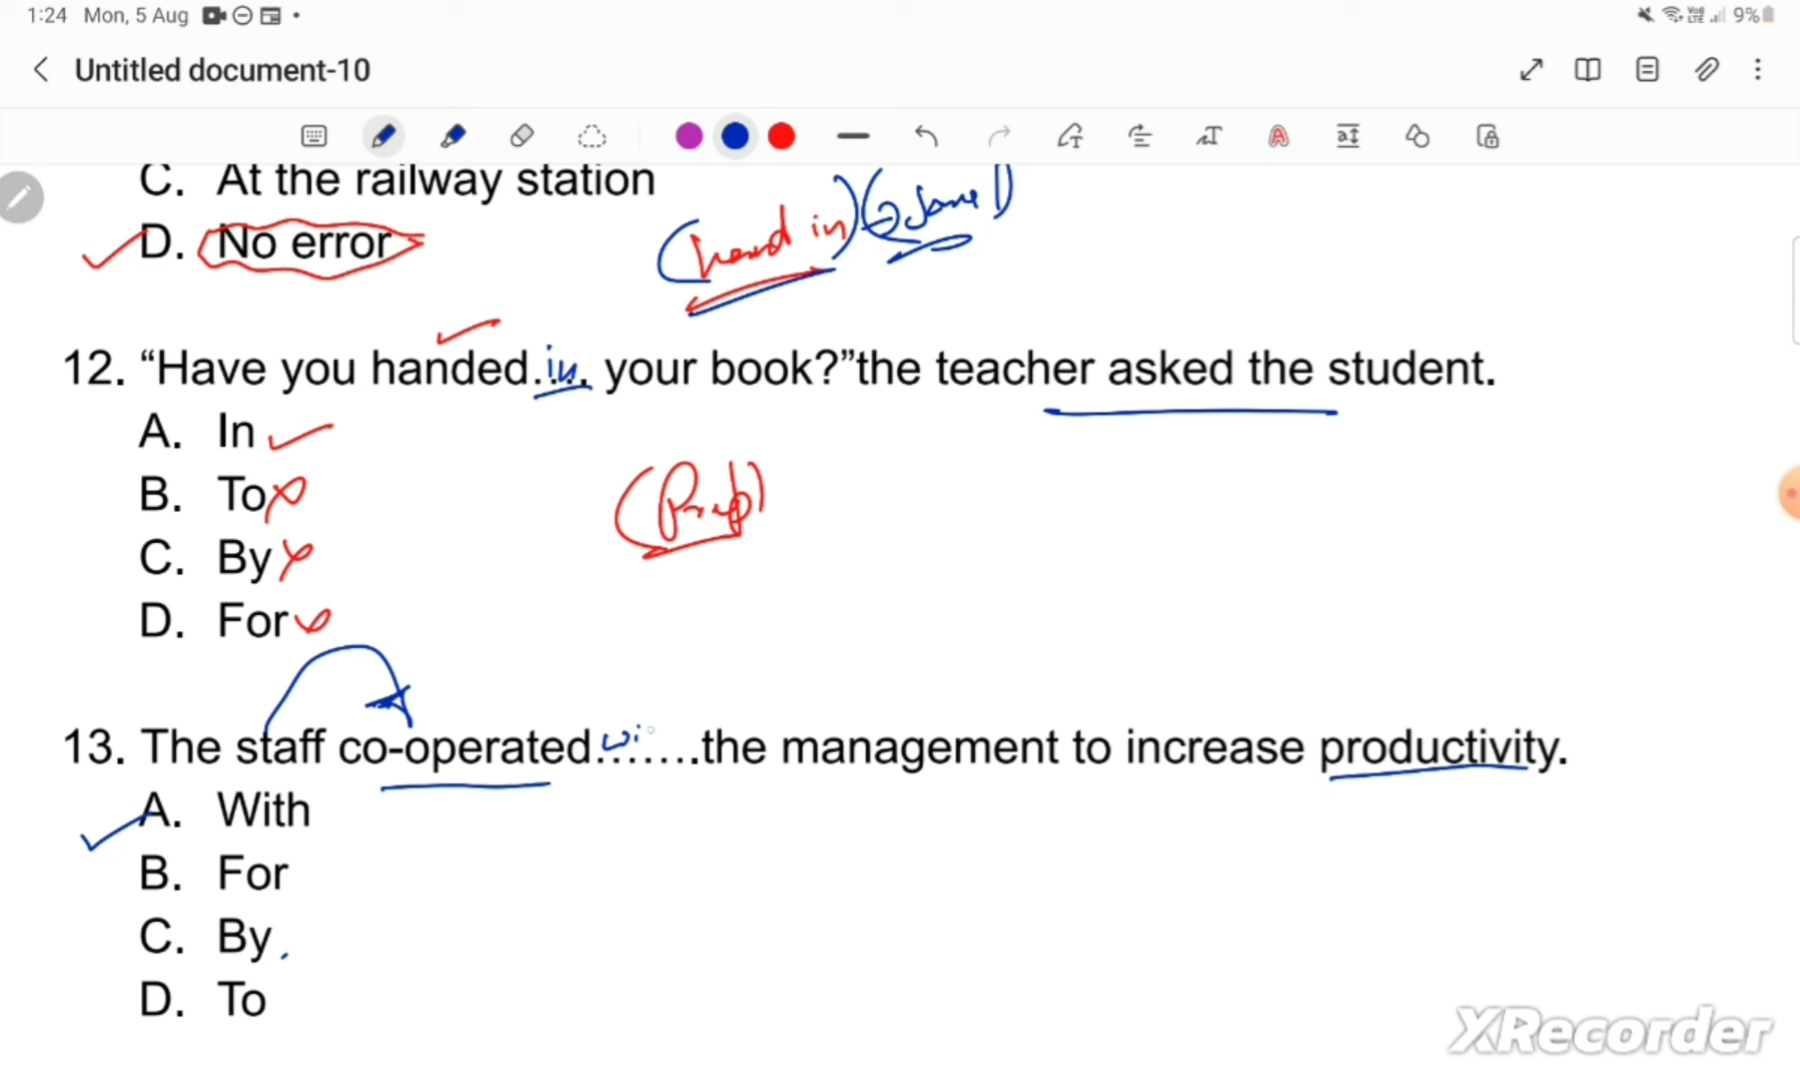 1:24 Mon, 5 Aug 9%
Untitled document-10
C. At the railway station
D. No error
(hand in)
12. “Have you handed.in. your book?”the teacher asked the student.
A. In
B. To
C. By
D. For
(Prep)
13. The staff co-operated wi......the management to increase productivity.
A. With
B. For
C. By
D. To
XRecorder